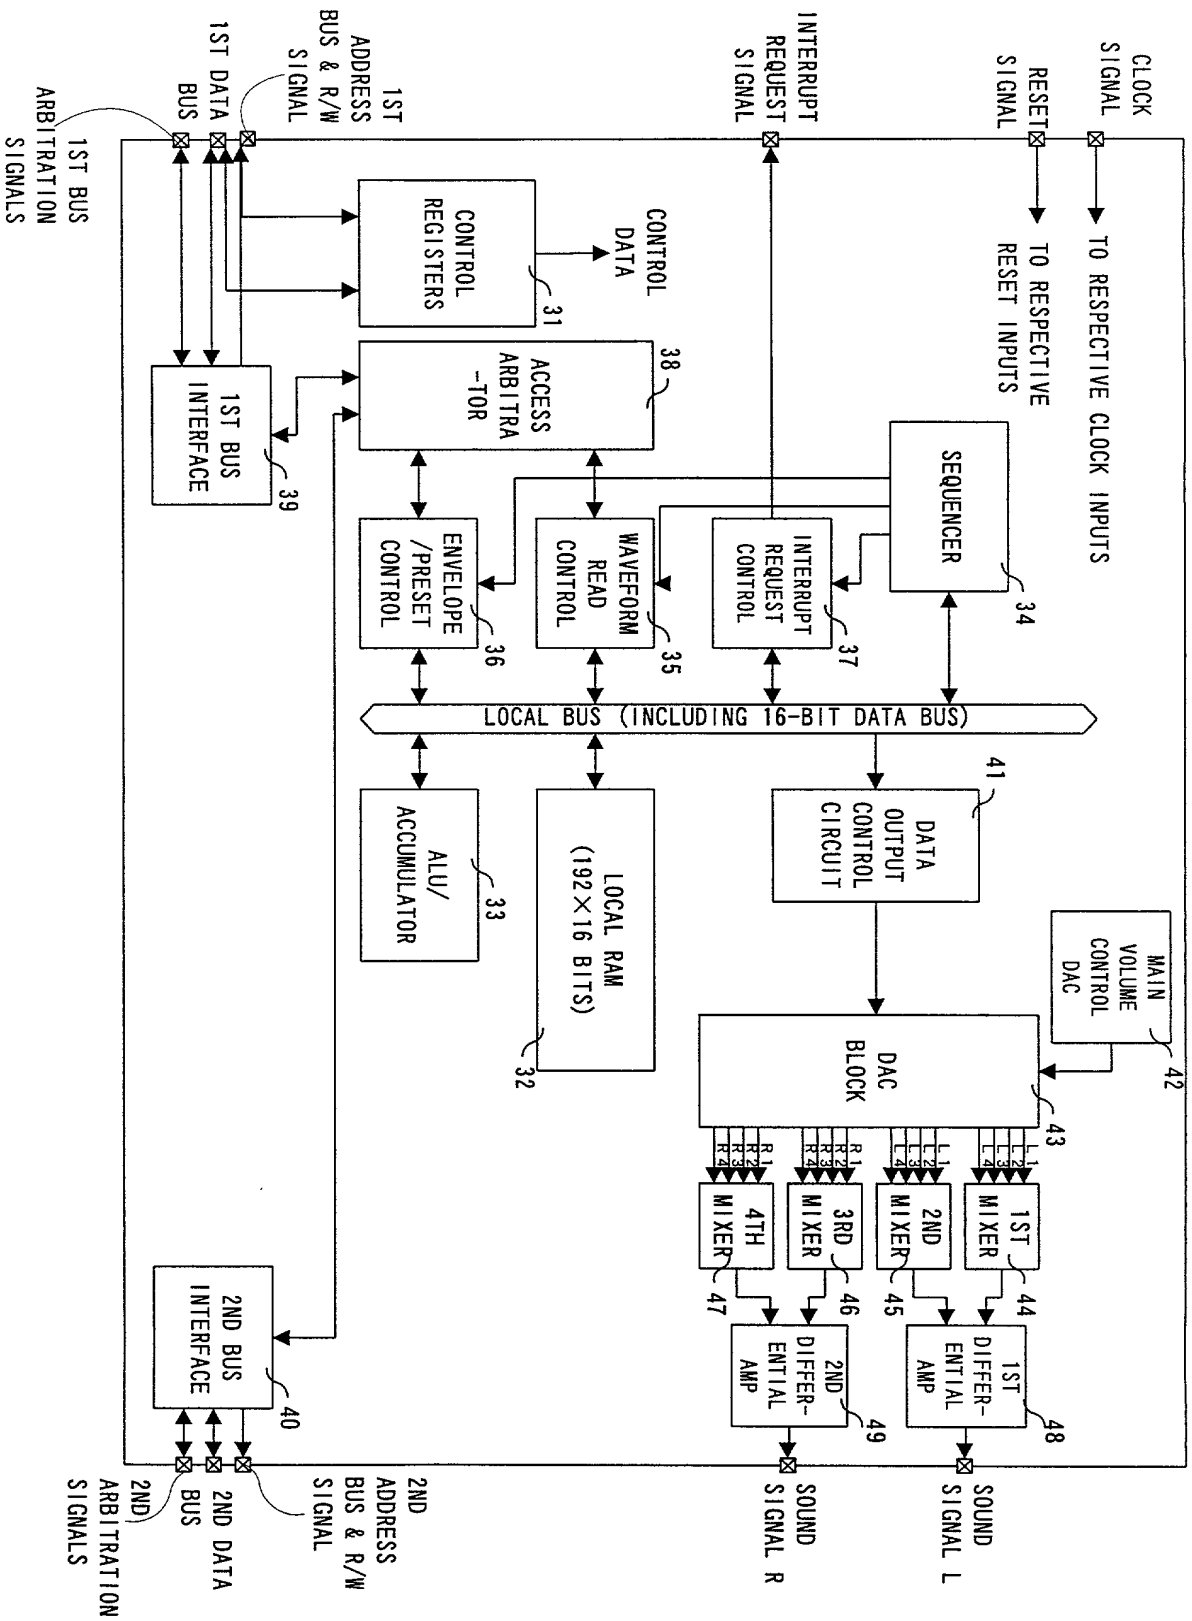 CLOCK
SIGNAL
TO RESPECTIVE CLOCK INPUTS
RESET
SIGNAL
TO RESPECTIVE
RESET INPUTS
INTERRUPT
REQUEST
SIGNAL
1ST
ADDRESS
BUS & R/W
SIGNAL
1ST DATA
BUS
1ST BUS
ARBITRATION
SIGNALS
SEQUENCER
34
INTERRUPT
REQUEST
CONTROL
37
CONTROL
DATA
CONTROL
REGISTERS
31
ACCESS
ARBITRA
-TOR
38
WAVEFORM
READ
CONTROL
35
ENVELOPE
/PRESET
CONTROL
36
1ST BUS
INTERFACE
39
LOCAL BUS (INCLUDING 16-BIT DATA BUS)
DATA
OUTPUT
CONTROL
CIRCUIT
41
LOCAL RAM
(192×16 BITS)
32
ALU/
ACCUMULATOR
33
MAIN
VOLUME
CONTROL
DAC
42
DAC
BLOCK
43
L1
L2
L3
L4
L1
L2
L3
L4
R1
R2
R3
R4
R1
R2
R3
R4
1ST
MIXER
44
2ND
MIXER
45
3RD
MIXER
46
4TH
MIXER
47
1ST
DIFFER-
ENTIAL
AMP
48
2ND
DIFFER-
ENTIAL
AMP
49
SOUND
SIGNAL L
SOUND
SIGNAL R
2ND BUS
INTERFACE
40
2ND
ADDRESS
BUS & R/W
SIGNAL
2ND DATA
BUS
2ND
ARBITRATION
SIGNALS